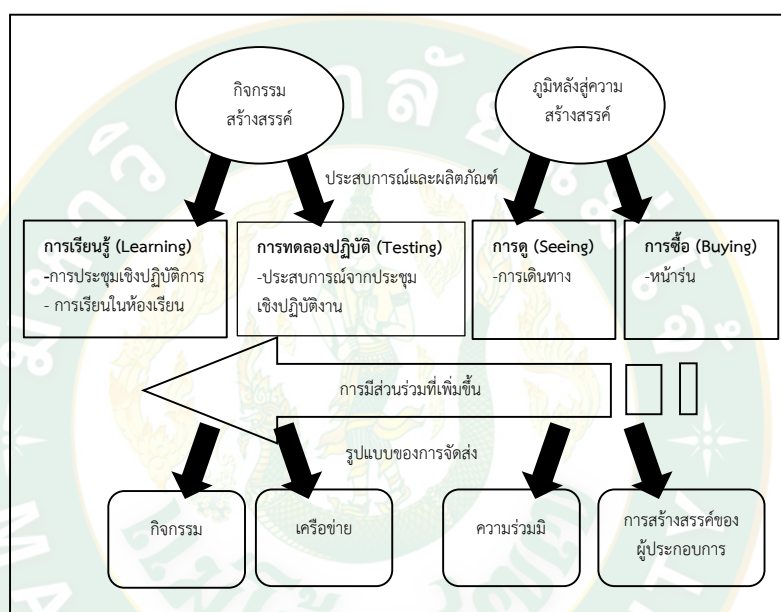 กิจกรรม
สร้างสรรค์
ภูมิหลังสู่ความ
สร้างสรรค์
ประสบการณ์และผลิตภัณฑ์
การเรียนรู้ (Learning)
-การประชุมเชิงปฏิบัติการ
- การเรียนในห้องเรียน
การทดลองปฏิบัติ (Testing)
-ประสบการณ์จากประชุม
เชิงปฏิบัติงาน
การดู (Seeing)
-การเดินทาง
การซื้อ (Buying)
-หน้าร่น
การมีส่วนร่วมที่เพิ่มขึ้น
รูปแบบของการจัดส่ง
กิจกรรม
เครือข่าย
ความร่วมมิ
การสร้างสรรค์ของ
ผู้ประกอบการ